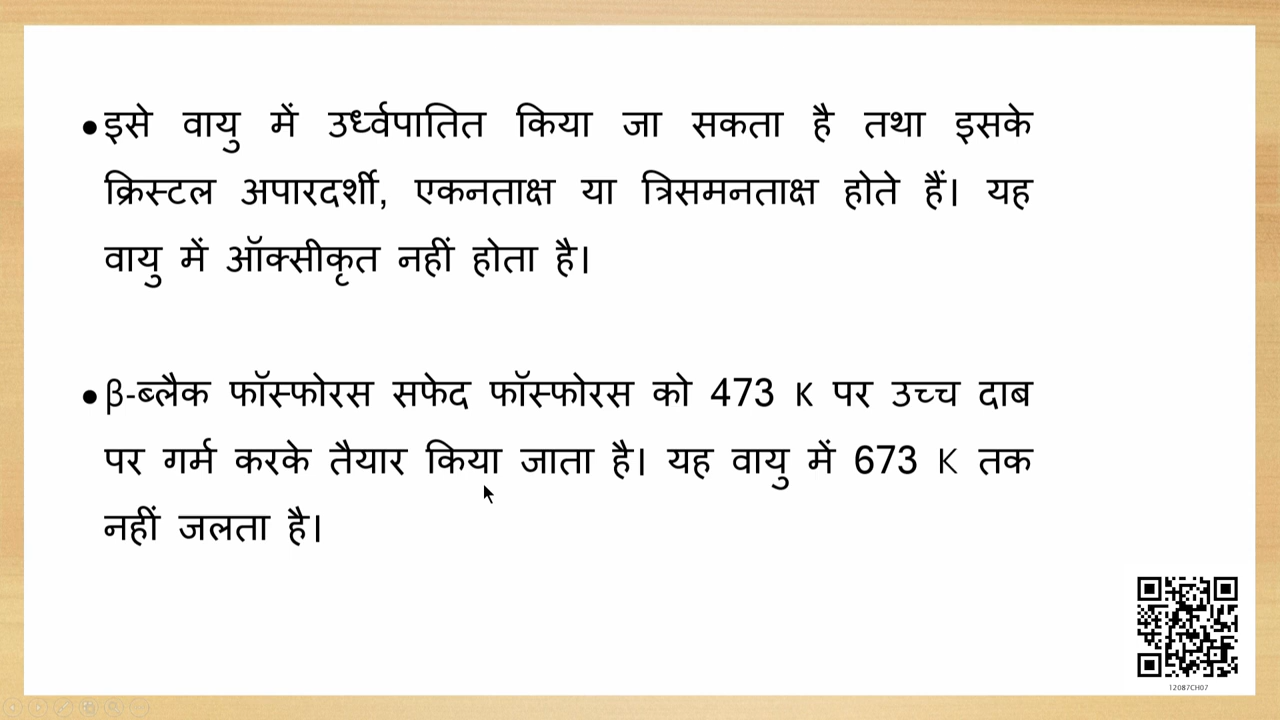 •इसे वायु में उर्ध्वपातित किया जा सकता है तथा इसके
क्रिस्टल अपारदर्शी, एकनताक्ष या त्रिसमनताक्ष होते हैं। यह
वायु में ऑक्सीकृत नहीं होता है।
•β-ब्लैक फॉस्फोरस सफेद फॉस्फोरस को 473 K पर उच्च दाब
पर गर्म करके तैयार किया जाता है। यह वायु में 673 K तक
नहीं जलता है।
12087CH07